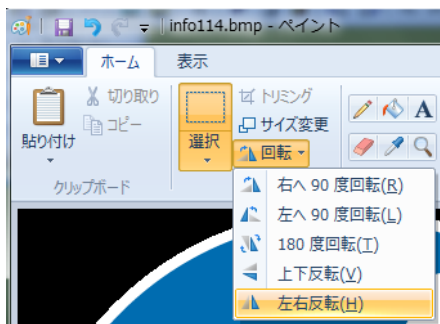 info114.bmp - ペイント
ホーム 表示
貼り付け
切り取り
コピー
クリップボード
選択
トリミング
サイズ変更
回転
A
右へ 90 度回転(R)
左へ 90 度回転(L)
180 度回転(T)
上下反転(V)
左右反転(H)